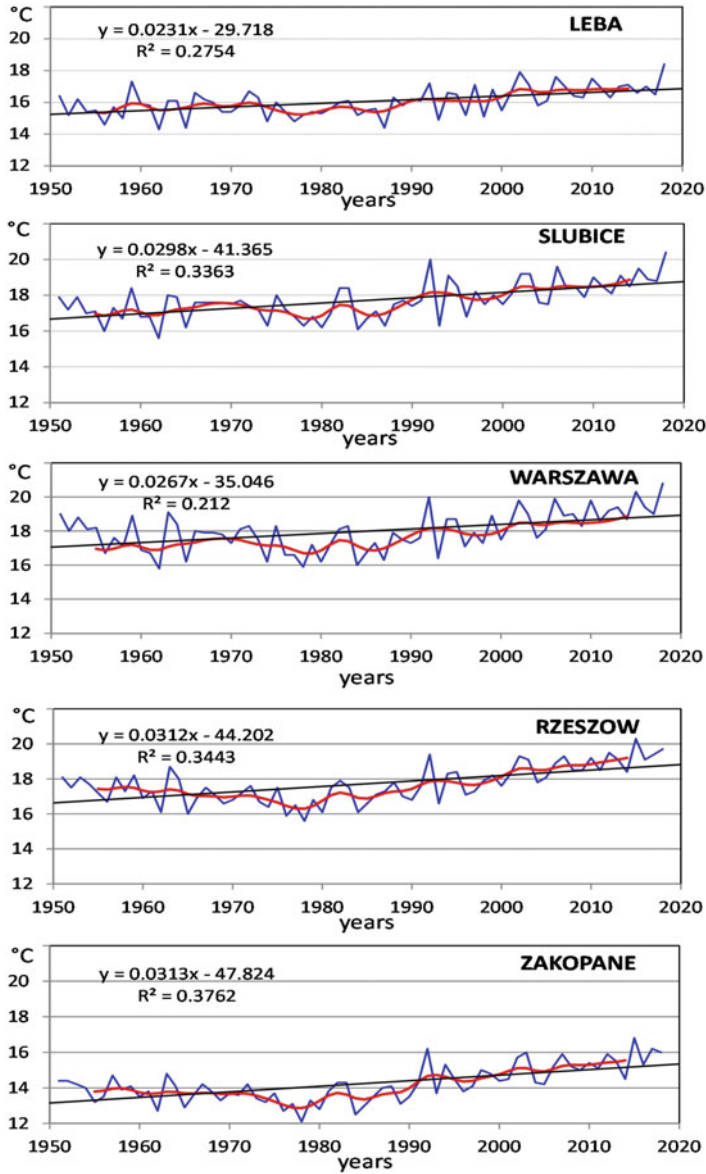 °C
20
18
16
14
12
y = 0.0231x - 29.718
R² = 0.2754
LEBA
1950 1960 1970 1980 1990 2000 2010 2020
years
°C
20
18
16
14
12
y = 0.0298x - 41.365
R² = 0.3363
SLUBICE
1950 1960 1970 1980 1990 2000 2010 2020
years
°C
20
18
16
14
12
y = 0.0267x - 35.046
R² = 0.212
WARSZAWA
1950 1960 1970 1980 1990 2000 2010 2020
years
°C
20
18
16
14
12
y = 0.0312x - 44.202
R² = 0.3443
RZESZOW
1950 1960 1970 1980 1990 2000 2010 2020
years
°C
20
18
16
14
12
y = 0.0313x - 47.824
R² = 0.3762
ZAKOPANE
1950 1960 1970 1980 1990 2000 2010 2020
years